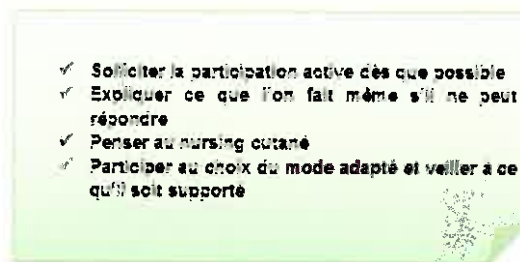 ✓ Solliciter la participation active dès que possible
✓ Expliquer ce que l'on fait même s'il ne peut
répondre
✓ Penser au nursing cutané
✓ Participer au choix du mode adapté et veiller à ce
qu'il soit supporté